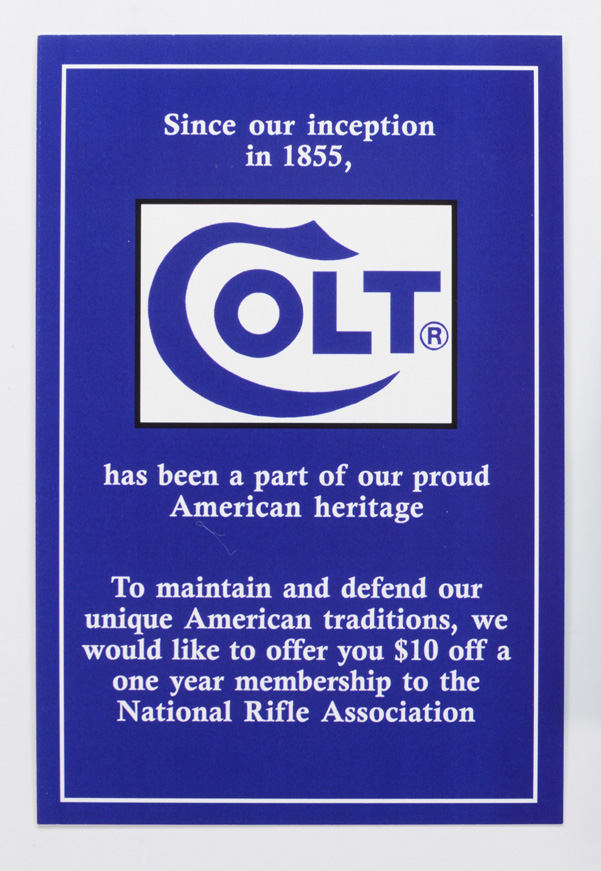 Since our inception
in 1855,
COLT®
has been a part of our proud
American heritage
To maintain and defend our
unique American traditions, we
would like to offer you $10 off a
one year membership to the
National Rifle Association